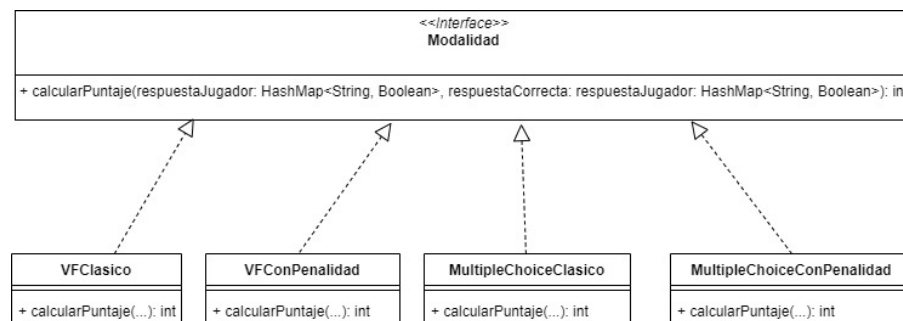 <<Interface>>
Modalidad
+ calcularPuntaje(respuestaJugador: HashMap<String, Boolean>, respuestaCorrecta: respuestaJugador: HashMap<String, Boolean>): in
VFClasico
VFConPenalidad
MultipleChoiceClasico
MultipleChoiceConPenalidad
+ calcularPuntaje(...): int
+ calcularPuntaje(...): int
+ calcularPuntaje(...): int
+ calcularPuntaje(...): int